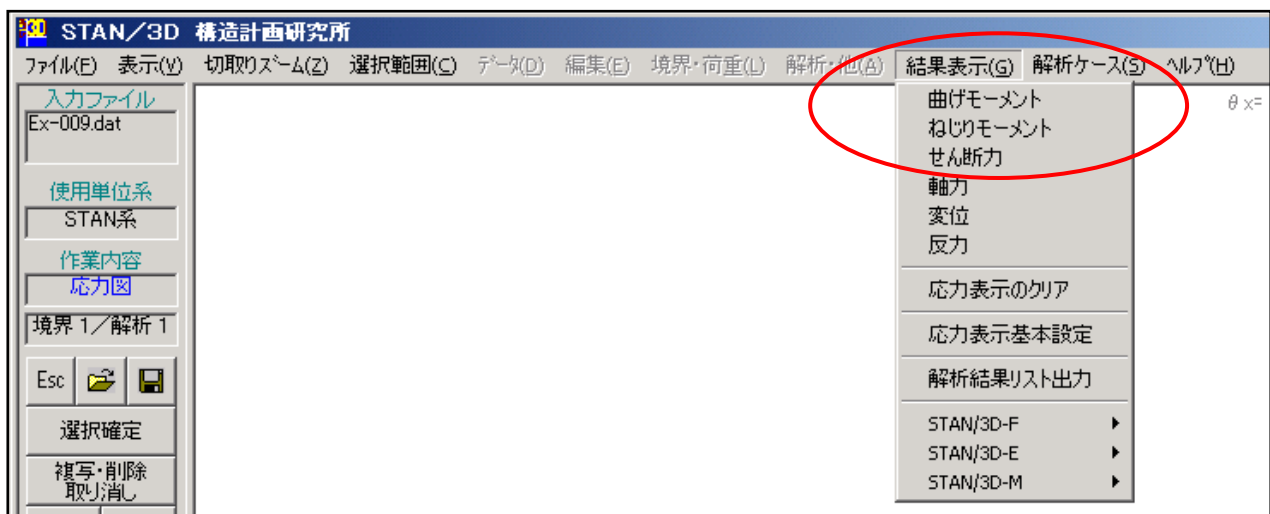 STAN/3D 構造計画研究所
ファイル(F) 表示(V) 切取りズーム(Z) 選択範囲(C) データ(D) 編集(E) 境界・荷重(L) 解析・他(A) 結果表示(G) 解析ケース(S) ヘルプ(H)
入力ファイル
Ex-009.dat
使用単位系
STAN系
作業内容
応力図
境界 1/解析 1
Esc
選択確定
複写・削除
取り消し
曲げモーメント
ねじりモーメント
せん断力
軸力
変位
反力
応力表示のクリア
応力表示基本設定
解析結果リスト出力
STAN/3D-F
STAN/3D-E
STAN/3D-M
θx=